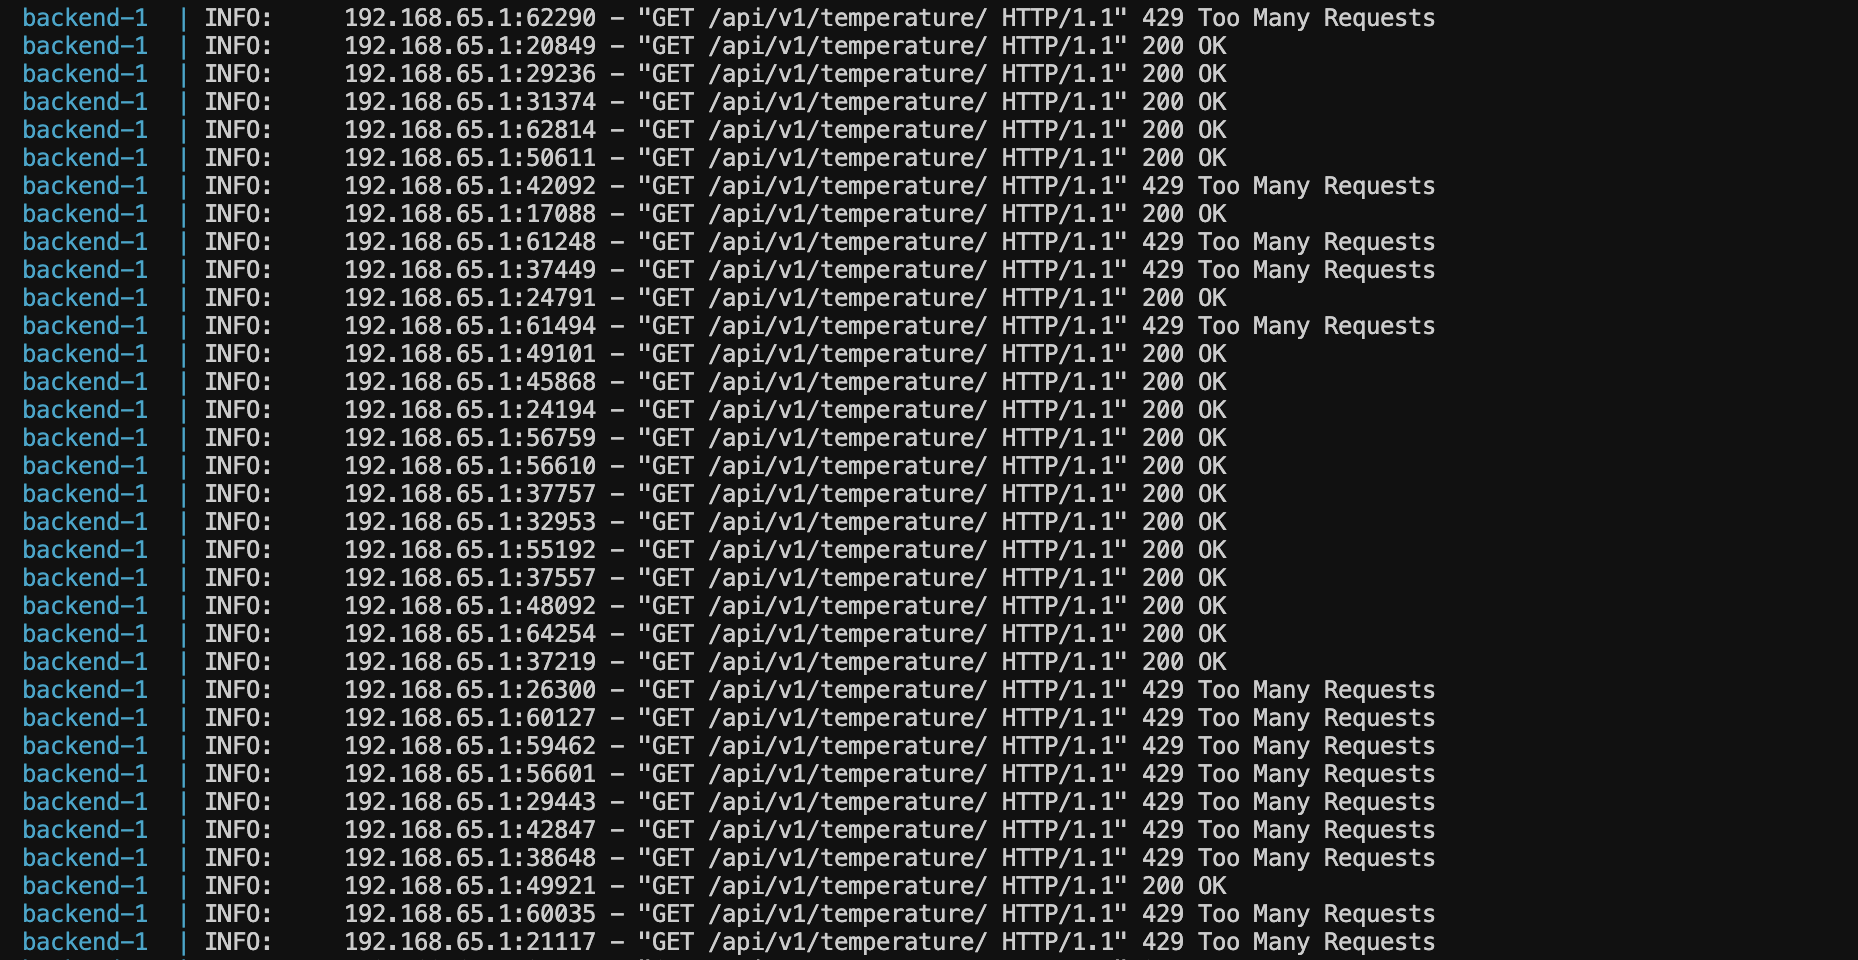 backend-1 | INFO: 192.168.65.1:62290 - "GET /api/v1/temperature/ HTTP/1.1" 429 Too Many Requests
backend-1 | INFO: 192.168.65.1:20849 - "GET /api/v1/temperature/ HTTP/1.1" 200 OK
backend-1 | INFO: 192.168.65.1:29236 - "GET /api/v1/temperature/ HTTP/1.1" 200 OK
backend-1 | INFO: 192.168.65.1:31374 - "GET /api/v1/temperature/ HTTP/1.1" 200 OK
backend-1 | INFO: 192.168.65.1:62814 - "GET /api/v1/temperature/ HTTP/1.1" 200 OK
backend-1 | INFO: 192.168.65.1:50611 - "GET /api/v1/temperature/ HTTP/1.1" 200 OK
backend-1 | INFO: 192.168.65.1:42092 - "GET /api/v1/temperature/ HTTP/1.1" 429 Too Many Requests
backend-1 | INFO: 192.168.65.1:17088 - "GET /api/v1/temperature/ HTTP/1.1" 200 OK
backend-1 | INFO: 192.168.65.1:61248 - "GET /api/v1/temperature/ HTTP/1.1" 429 Too Many Requests
backend-1 | INFO: 192.168.65.1:37449 - "GET /api/v1/temperature/ HTTP/1.1" 429 Too Many Requests
backend-1 | INFO: 192.168.65.1:24791 - "GET /api/v1/temperature/ HTTP/1.1" 200 OK
backend-1 | INFO: 192.168.65.1:61494 - "GET /api/v1/temperature/ HTTP/1.1" 429 Too Many Requests
backend-1 | INFO: 192.168.65.1:49101 - "GET /api/v1/temperature/ HTTP/1.1" 200 OK
backend-1 | INFO: 192.168.65.1:45868 - "GET /api/v1/temperature/ HTTP/1.1" 200 OK
backend-1 | INFO: 192.168.65.1:24194 - "GET /api/v1/temperature/ HTTP/1.1" 200 OK
backend-1 | INFO: 192.168.65.1:56759 - "GET /api/v1/temperature/ HTTP/1.1" 200 OK
backend-1 | INFO: 192.168.65.1:56610 - "GET /api/v1/temperature/ HTTP/1.1" 200 OK
backend-1 | INFO: 192.168.65.1:37757 - "GET /api/v1/temperature/ HTTP/1.1" 200 OK
backend-1 | INFO: 192.168.65.1:32953 - "GET /api/v1/temperature/ HTTP/1.1" 200 OK
backend-1 | INFO: 192.168.65.1:55192 - "GET /api/v1/temperature/ HTTP/1.1" 200 OK
backend-1 | INFO: 192.168.65.1:37557 - "GET /api/v1/temperature/ HTTP/1.1" 200 OK
backend-1 | INFO: 192.168.65.1:48092 - "GET /api/v1/temperature/ HTTP/1.1" 200 OK
backend-1 | INFO: 192.168.65.1:64254 - "GET /api/v1/temperature/ HTTP/1.1" 200 OK
backend-1 | INFO: 192.168.65.1:37219 - "GET /api/v1/temperature/ HTTP/1.1" 200 OK
backend-1 | INFO: 192.168.65.1:26300 - "GET /api/v1/temperature/ HTTP/1.1" 429 Too Many Requests
backend-1 | INFO: 192.168.65.1:60127 - "GET /api/v1/temperature/ HTTP/1.1" 429 Too Many Requests
backend-1 | INFO: 192.168.65.1:59462 - "GET /api/v1/temperature/ HTTP/1.1" 429 Too Many Requests
backend-1 | INFO: 192.168.65.1:56601 - "GET /api/v1/temperature/ HTTP/1.1" 429 Too Many Requests
backend-1 | INFO: 192.168.65.1:29443 - "GET /api/v1/temperature/ HTTP/1.1" 429 Too Many Requests
backend-1 | INFO: 192.168.65.1:42847 - "GET /api/v1/temperature/ HTTP/1.1" 429 Too Many Requests
backend-1 | INFO: 192.168.65.1:38648 - "GET /api/v1/temperature/ HTTP/1.1" 429 Too Many Requests
backend-1 | INFO: 192.168.65.1:49921 - "GET /api/v1/temperature/ HTTP/1.1" 200 OK
backend-1 | INFO: 192.168.65.1:60035 - "GET /api/v1/temperature/ HTTP/1.1" 429 Too Many Requests
backend-1 | INFO: 192.168.65.1:21117 - "GET /api/v1/temperature/ HTTP/1.1" 429 Too Many Requests